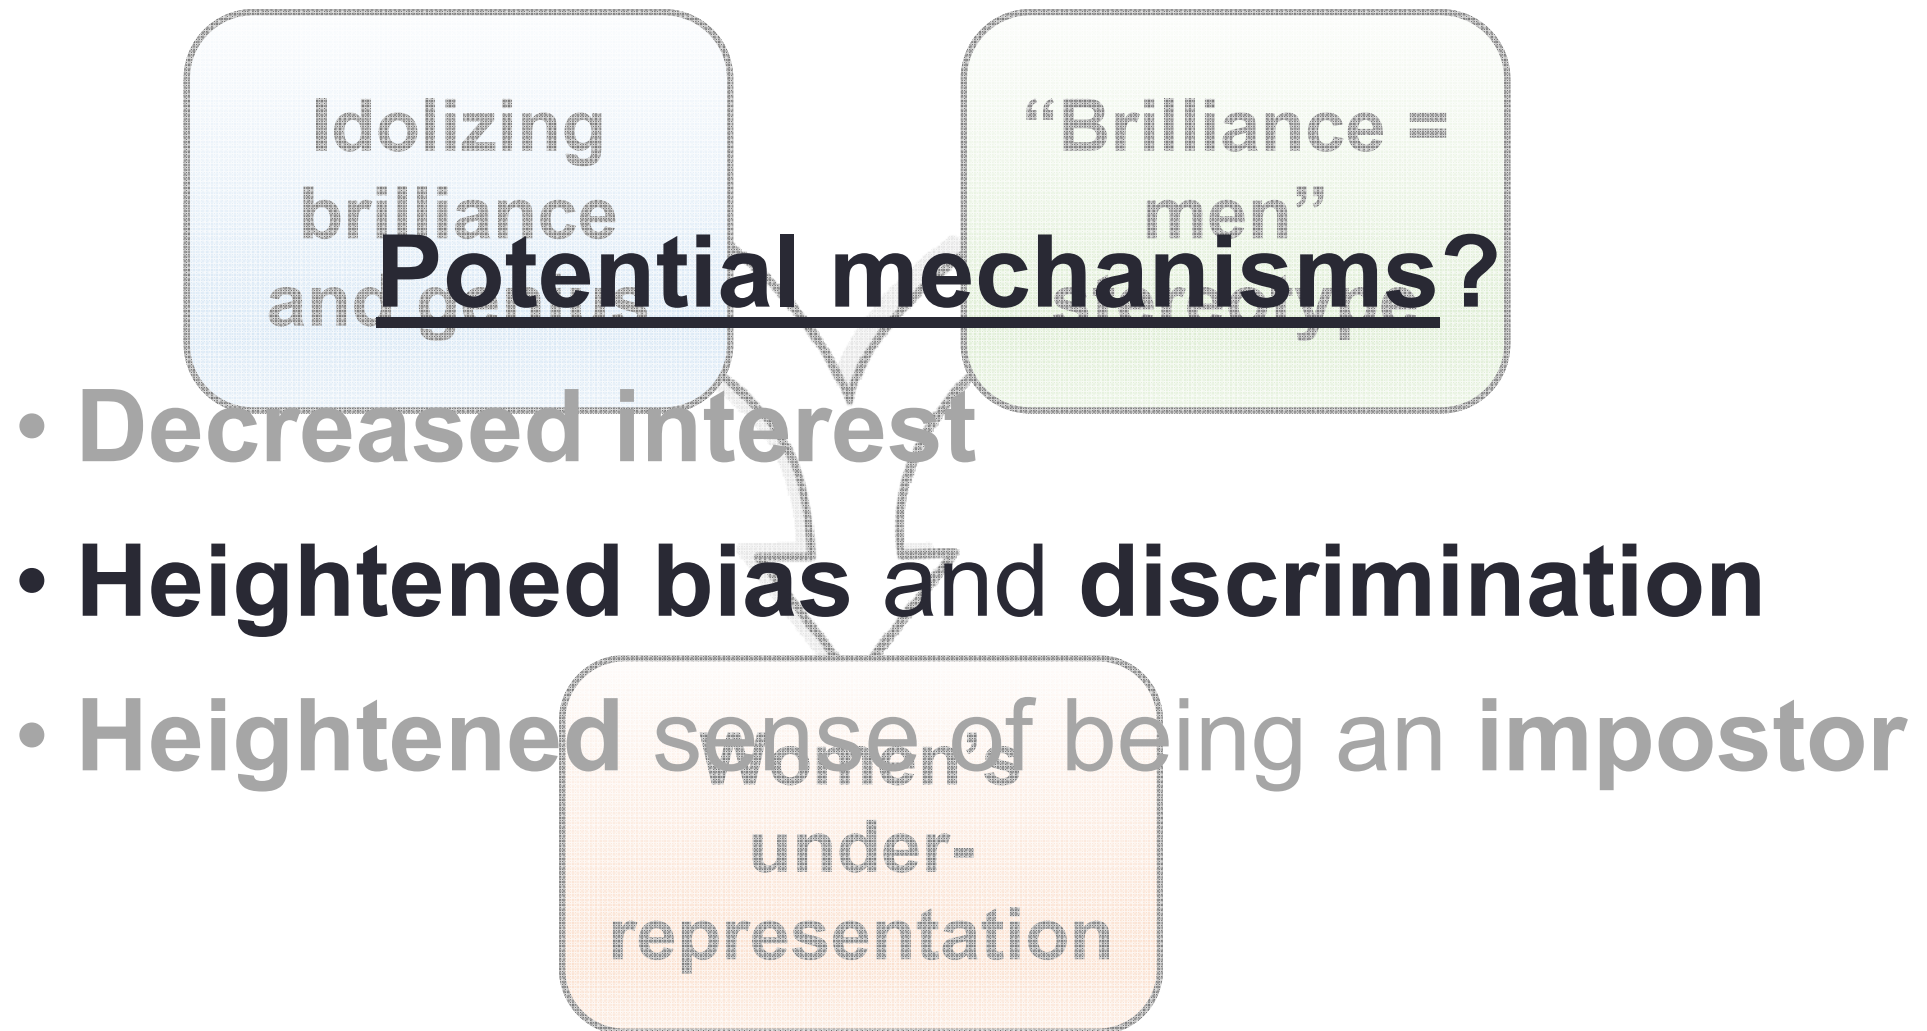 Idolizing
brilliance
and genius
“Brilliance =
men”
stereotype
Potential mechanisms?
• Decreased interest
• Heightened bias and discrimination
• Heightened sense of being an impostor
Women’s
under-
representation